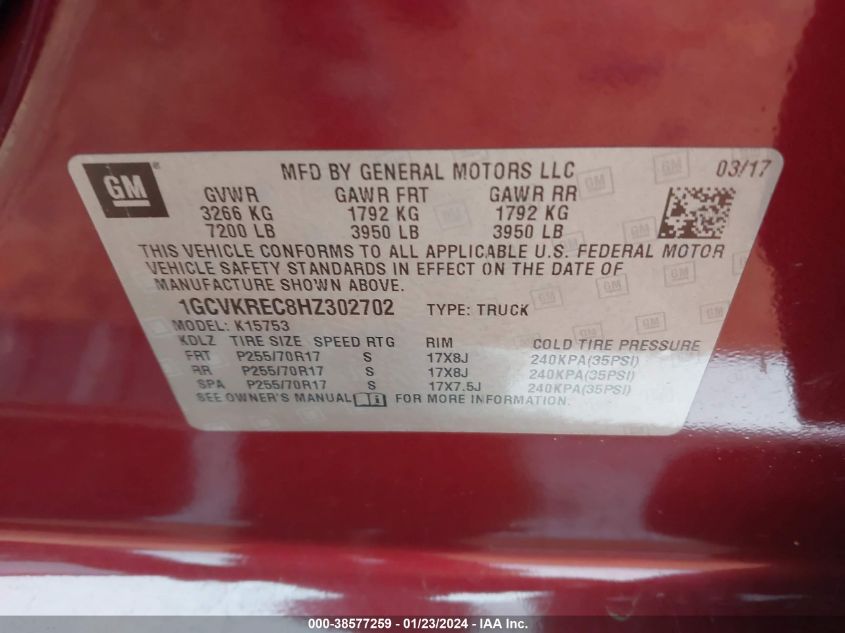 GM
MFD BY GENERAL MOTORS LLC 03/17
GVWR GAWR FRT GAWR RR
3266 KG 1792 KG 1792 KG
7200 LB 3950 LB 3950 LB
THIS VEHICLE CONFORMS TO ALL APPLICABLE U.S. FEDERAL MOTOR
VEHICLE SAFETY STANDARDS IN EFFECT ON THE DATE OF
MANUFACTURE SHOWN ABOVE.
1GCVKREC8HZ302702 TYPE: TRUCK
MODEL: K15753
KDLZ TIRE SIZE SPEED RTG RIM COLD TIRE PRESSURE
FRT P255/70R17 S 17X8J 240KPA(35PSI)
RR P255/70R17 S 17X8J 240KPA(35PSI)
SPA P255/70R17 S 17X7.5J 240KPA(35PSI)
SEE OWNER'S MANUAL FOR MORE INFORMATION.
000-38577259 - 01/23/2024 - IAA Inc.